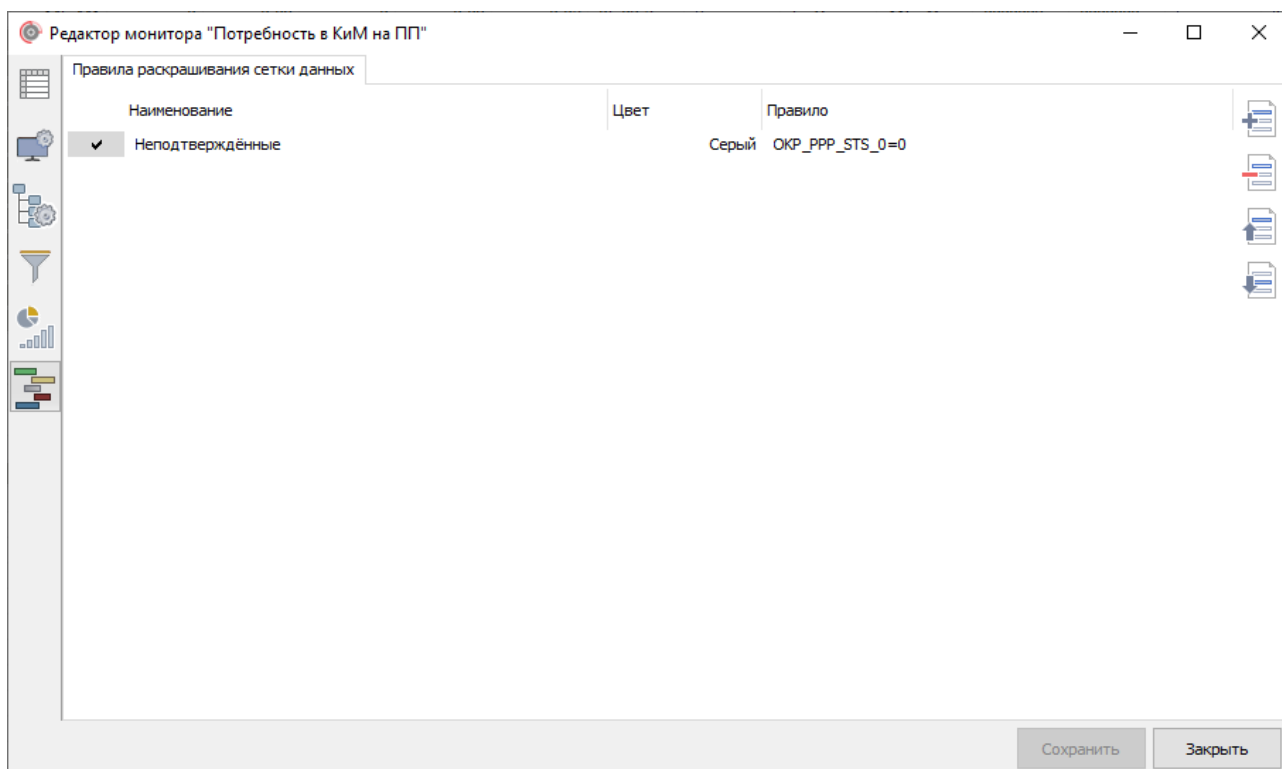 Редактор монитора "Потребность в КиМ на ПП"
Правила раскрашивания сетки данных
Наименование Цвет Правило
Неподтверждённые Серый OKP_PPP_STS_0=0
Сохранить Закрыть